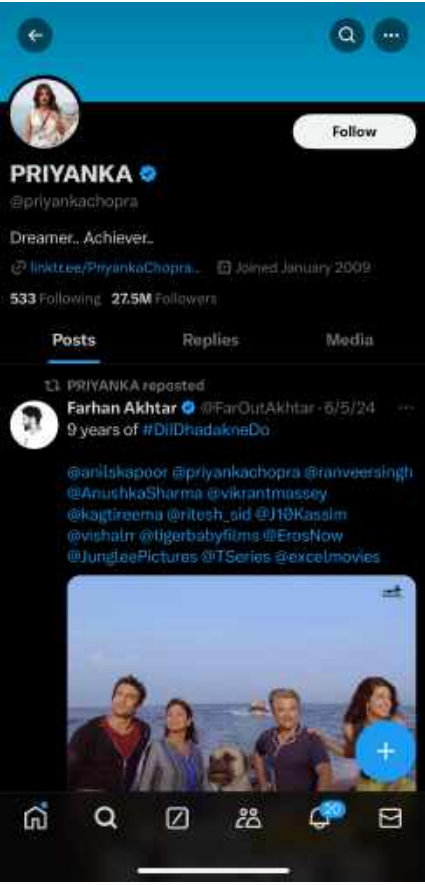 Follow
PRIYANKA
@priyankachopra
Dreamer.. Achiever..
linktr.ee/PriyankaChopra... Joined January 2009
533 Following 27.5M Followers
Posts Replies Media
PRIYANKA reposted
Farhan Akhtar @FarOutAkhtar · 6/5/24
9 years of #DilDhadakneDo
@anilskapoor @priyankachopra @ranveersingh
@AnushkaSharma @vikrantmassey
@kagtireema @ritesh_sid @J10Kassim
@vishalrr @tigerbabyfilms @ErosNow
@JungleePictures @TSeries @excelmovies
20